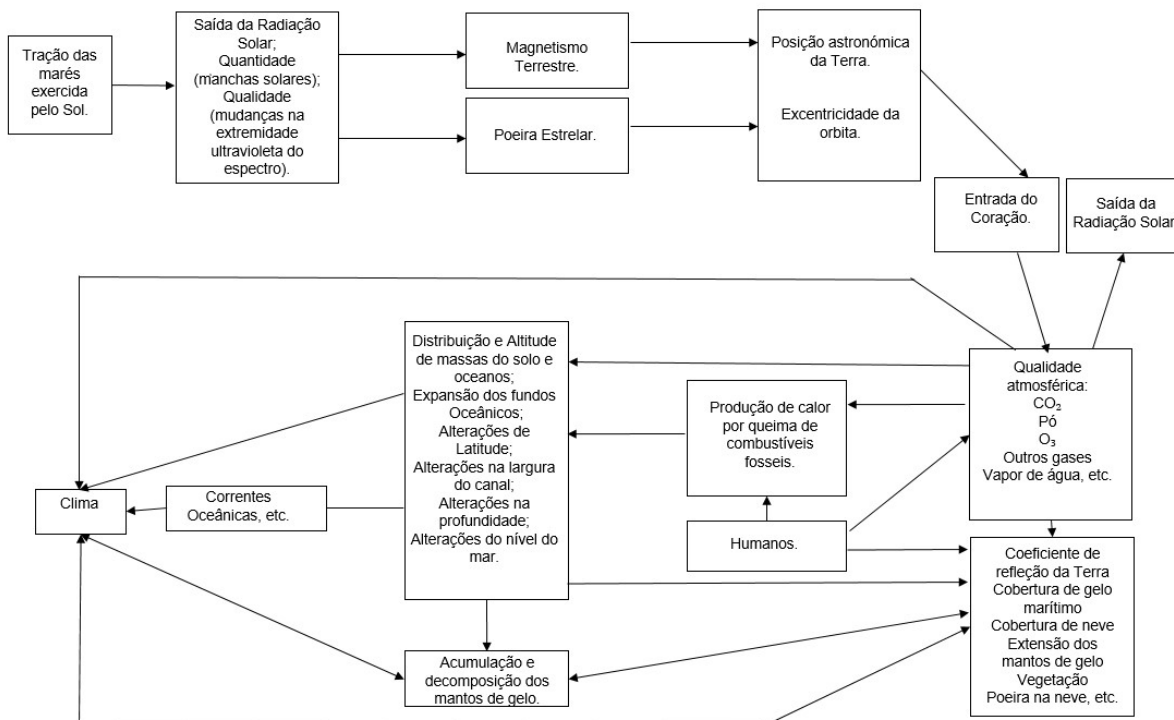 Tração das
marés
exercida
pelo Sol.
Saída da Radiação
Solar;
Quantidade
(manchas solares);
Qualidade
(mudanças na
extremidade
ultravioleta do
espectro).
Magnetismo
Terrestre.
Poeira Estrelar.
Posição astronómica
da Terra.
Excentricidade da
orbita.
Entrada do
Coração.
Saída da
Radiação Solar
Distribuição e Altitude
de massas do solo e
oceanos;
Expansão dos fundos
Oceânicos;
Alterações de
Latitude;
Alterações na largura
do canal;
Alterações na
profundidade;
Alterações do nível do
mar.
Produção de calor
por queima de
combustíveis
fosseis.
Qualidade
atmosférica:
CO₂
Pó
O₃
Outros gases
Vapor de água, etc.
Clima
Correntes
Oceânicas, etc.
Humanos.
Coeficiente de
refleção da Terra
Cobertura de gelo
marítimo
Cobertura de neve
Extensão dos
mantos de gelo
Vegetação
Poeira na neve, etc.
Acumulação e
decomposição dos
mantos de gelo.